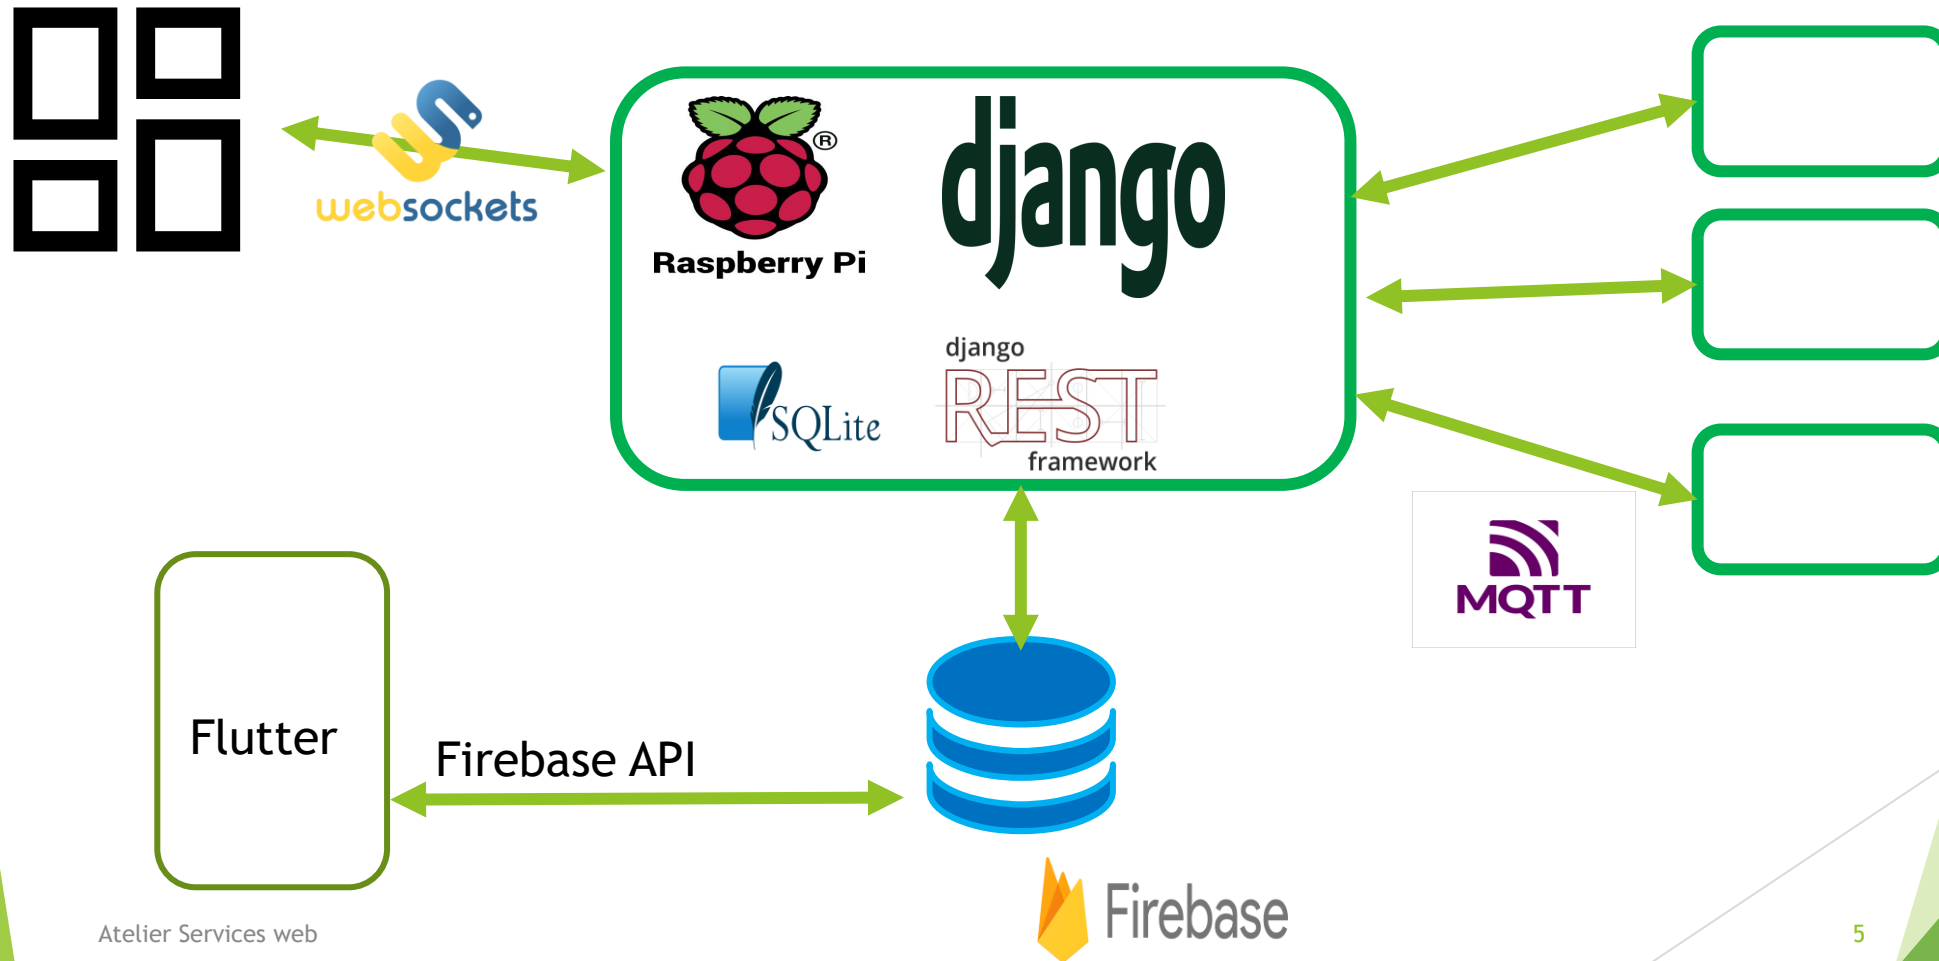 websockets
Raspberry Pi
®
django
SQLite
django
REST
framework
MQTT
Flutter
Firebase API
Firebase
Atelier Services web
5